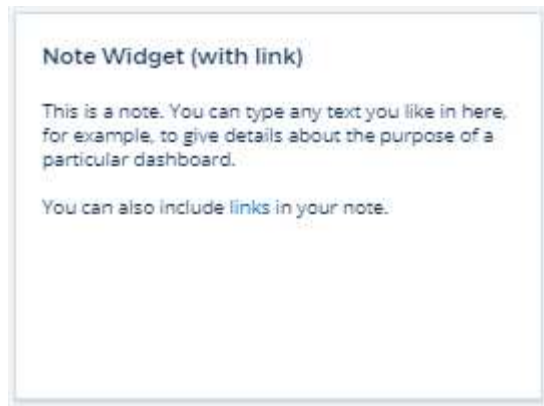 Note Widget (with link)
This is a note. You can type any text you like in here,
for example, to give details about the purpose of a
particular dashboard.
You can also include links in your note.